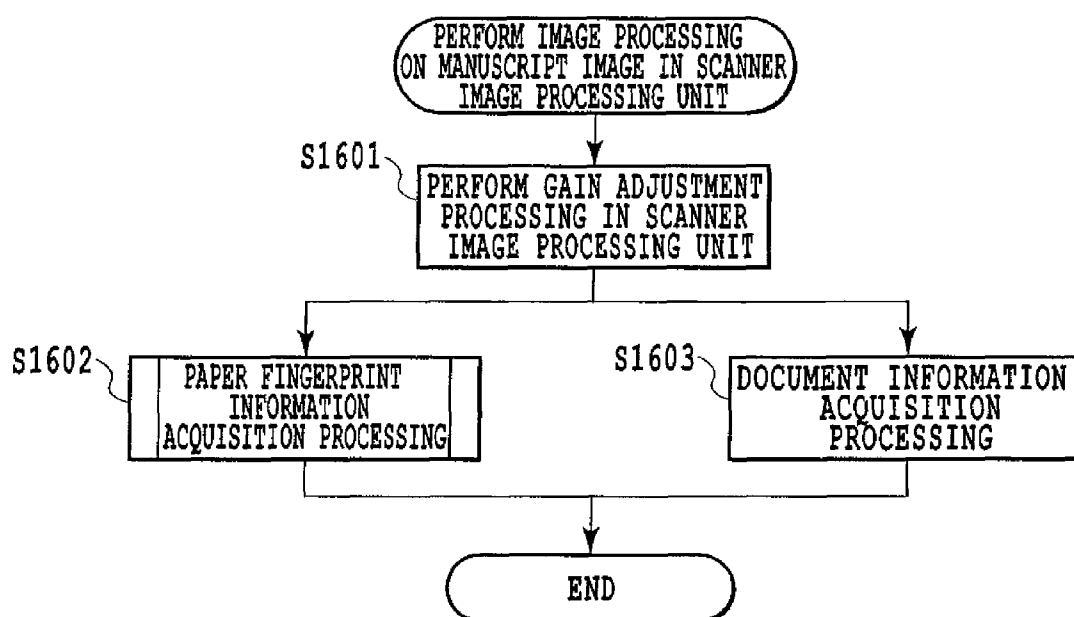 PERFORM IMAGE PROCESSING
ON MANUSCRIPT IMAGE IN SCANNER
IMAGE PROCESSING UNIT
S1601
PERFORM GAIN ADJUSTMENT
PROCESSING IN SCANNER
IMAGE PROCESSING UNIT
S1602
PAPER FINGERPRINT
INFORMATION
ACQUISITION PROCESSING
S1603
DOCUMENT INFORMATION
ACQUISITION
PROCESSING
END